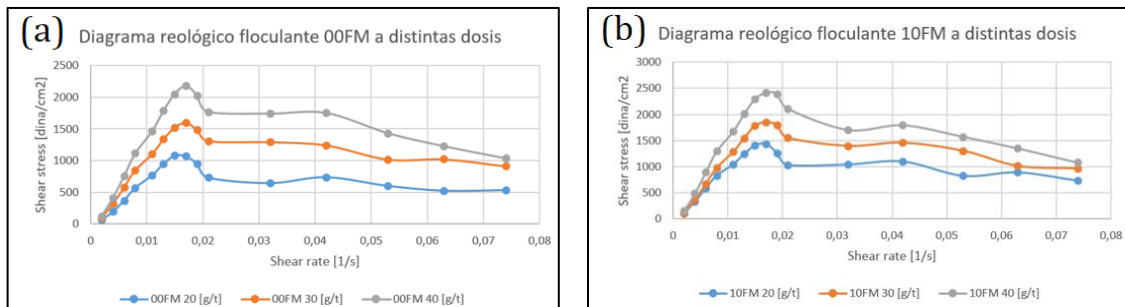 (a)
Diagrama reológico floculante 00FM a distintas dosis
Shear stress [dina/cm2]
2500
2000
1500
1000
500
0
0 0,01 0,02 0,03 0,04 0,05 0,06 0,07 0,08
Shear rate [1/s]
00FM 20 [g/t] 00FM 30 [g/t] 00FM 40 [g/t]
(b)
Diagrama reológico floculante 10FM a distintas dosis
Shear stress [dina/cm2]
3000
2500
2000
1500
1000
500
0
0 0,01 0,02 0,03 0,04 0,05 0,06 0,07 0,08
Shear rate [1/s]
10FM 20 [g/t] 10FM 30 [g/t] 10FM 40 [g/t]